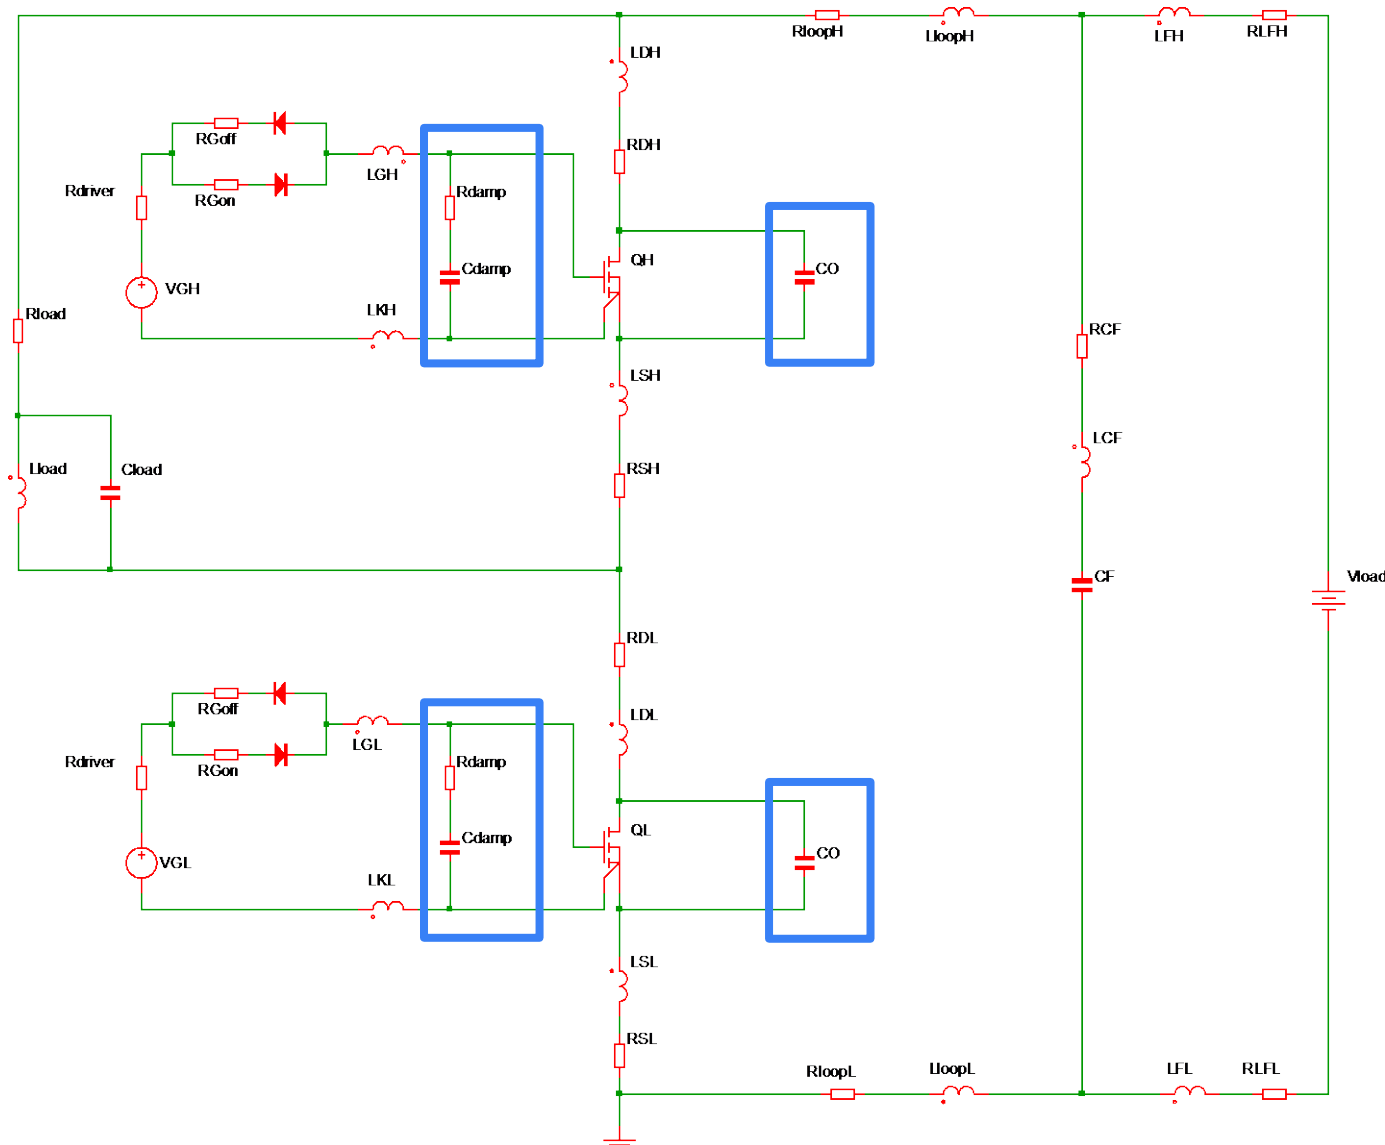 RloopH
LloopH
LFH
RLFH
LDH
RGoff
RDH
LGH
Rdriver
RGon
Rdamp
QH
Cdamp
CO
VGH
LKH
Rload
RCF
LSH
LCF
Lload
Cload
RSH
CF
Vload
RDL
RGoff
LDL
LGL
Rdriver
RGon
Rdamp
QL
Cdamp
CO
VGL
LKL
LSL
RSL
RloopL
LloopL
LFL
RLFL